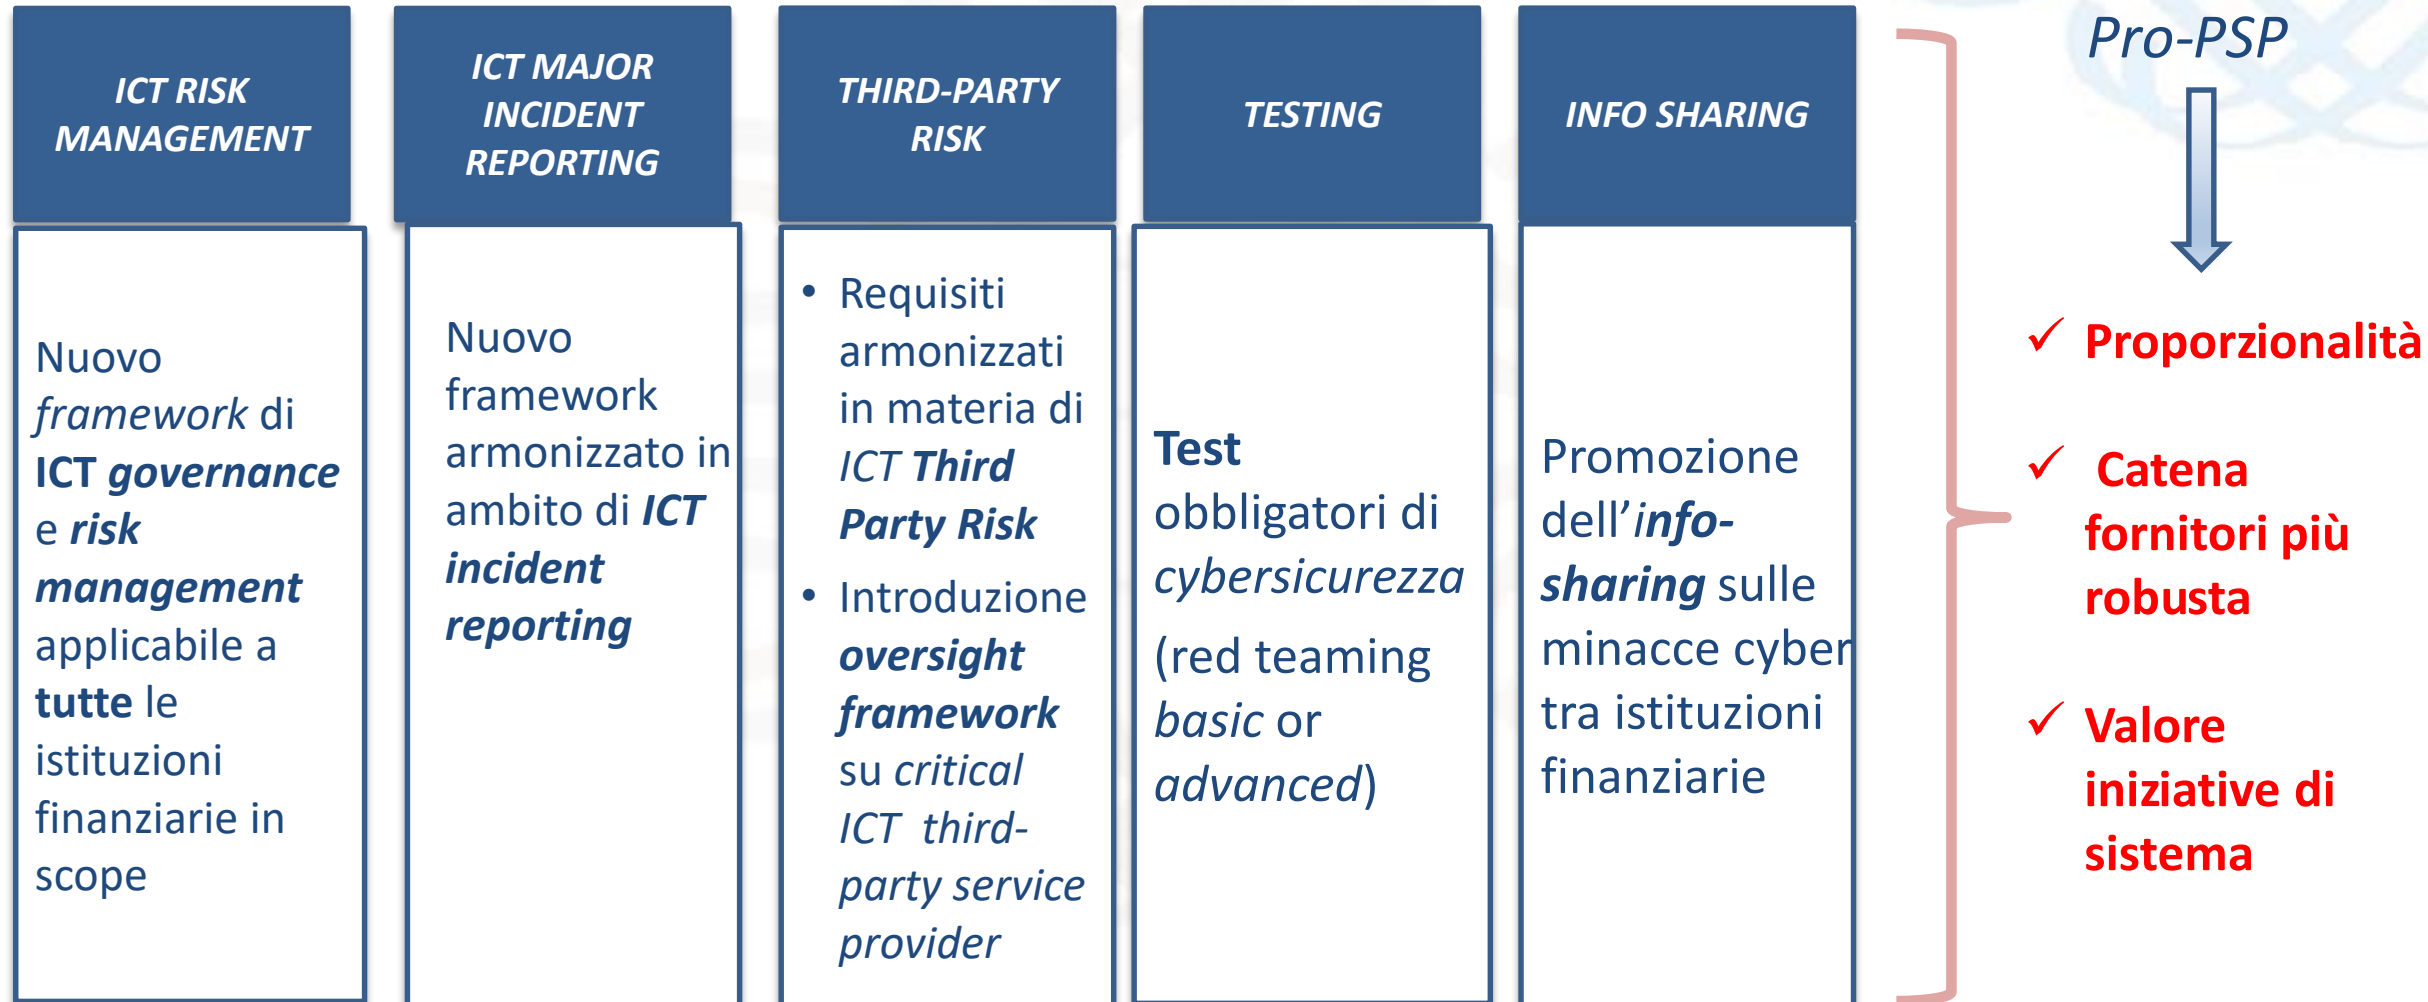 ICT RISK
MANAGEMENT
Nuovo
framework di
ICT governance
e risk
management
applicabile a
tutte le
istituzioni
finanziarie in
scope
ICT MAJOR
INCIDENT
REPORTING
Nuovo
framework
armonizzato in
ambito di ICT
incident
reporting
THIRD-PARTY
RISK
• Requisiti
armonizzati
in materia di
ICT Third
Party Risk
• Introduzione
oversight
framework
su critical
ICT third-
party service
provider
TESTING
Test
obbligatori di
cybersicurezza
(red teaming
basic or
advanced)
INFO SHARING
Promozione
dell’info-
sharing sulle
minacce cyber
tra istituzioni
finanziarie
Pro-PSP
✓ Proporzionalità
✓ Catena
fornitori più
robusta
✓ Valore
iniziative di
sistema